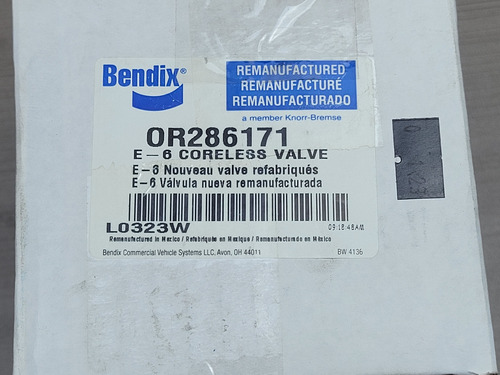 Bendix®
REMANUFACTURED
REMANUFACTURÉ
REMANUFACTURADO
a member Knorr-Bremse
OR286171
E-6 CORELESS VALVE
E-6 Nouveau valve refabriqués
E-6 Válvula nueva remanufacturada
L0323W
09:18:48AM
Remanufactured in Mexico / Refabriquées en Mexique / Remanufacturado en México
Bendix Commercial Vehicle Systems LLC, Avon, OH 44011
BW 4136